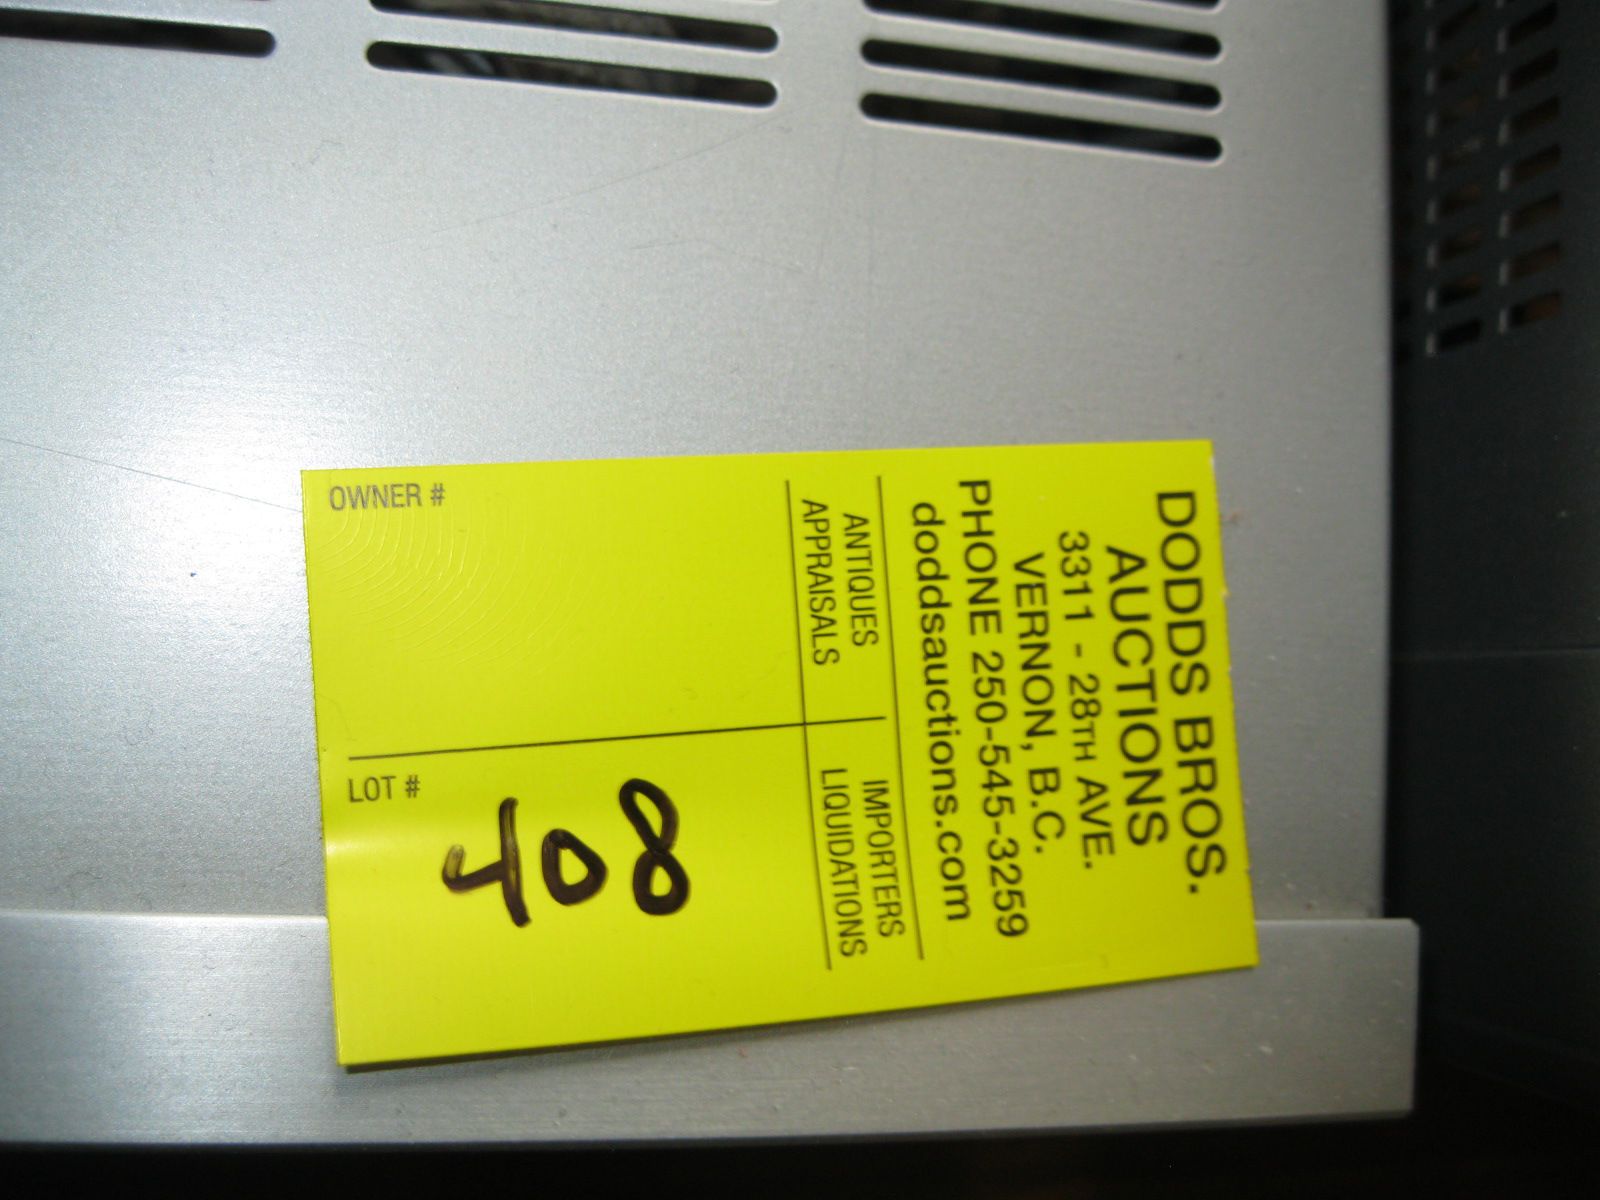 DODDS BROS.
AUCTIONS
3311 - 28TH AVE.
VERNON, B.C.
PHONE 250-545-3259
doddsauctions.com
ANTIQUES
APPRAISALS
IMPORTERS
LIQUIDATIONS
OWNER #
LOT #
408